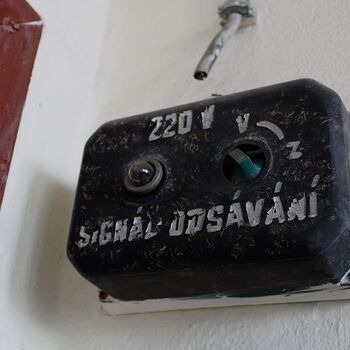 220 V
V
Z
SIGNÁL ODSÁVÁNÍ